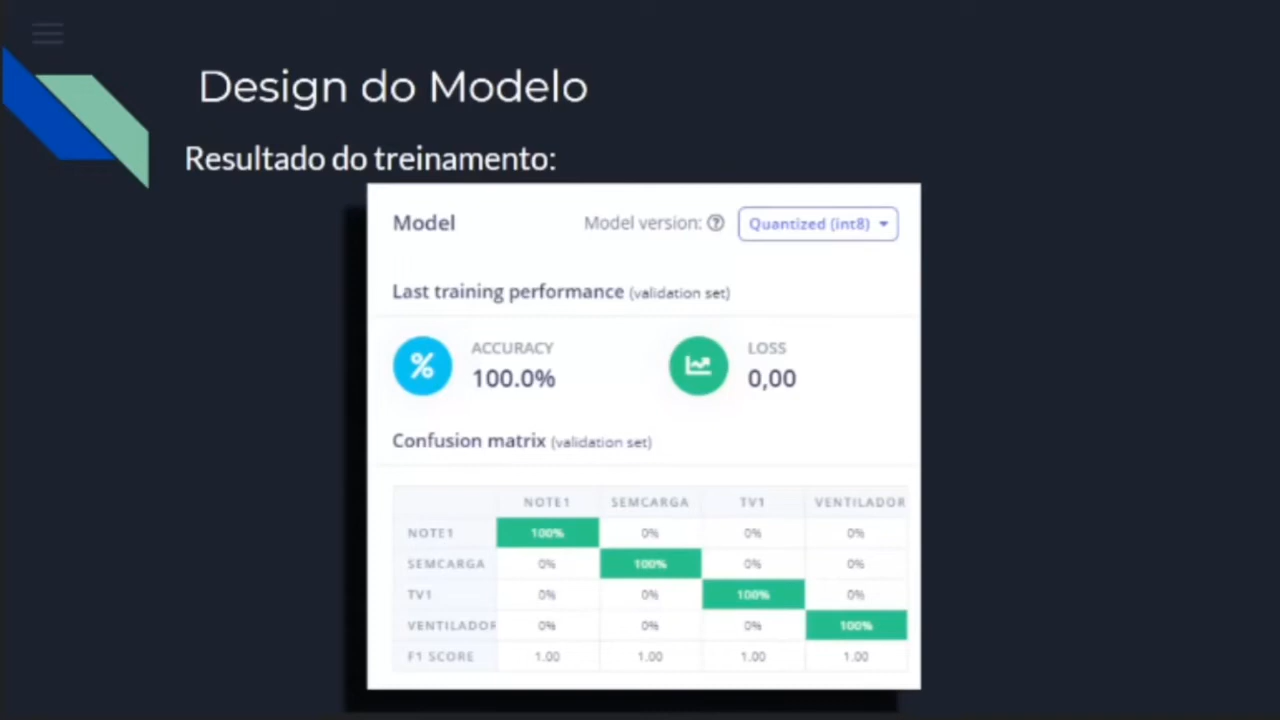 Design do Modelo
Resultado do treinamento:
Model
Model version: ? Quantized (int8)
Last training performance (validation set)
% ACCURACY
100.0%
LOSS
0,00
Confusion matrix (validation set)
NOTE1 SEMCARGA TV1 VENTILADOR
NOTE1 100% 0% 0% 0%
SEMCARGA 0% 100% 0% 0%
TV1 0% 0% 100% 0%
VENTILADOR 0% 0% 0% 100%
F1 SCORE 1.00 1.00 1.00 1.00